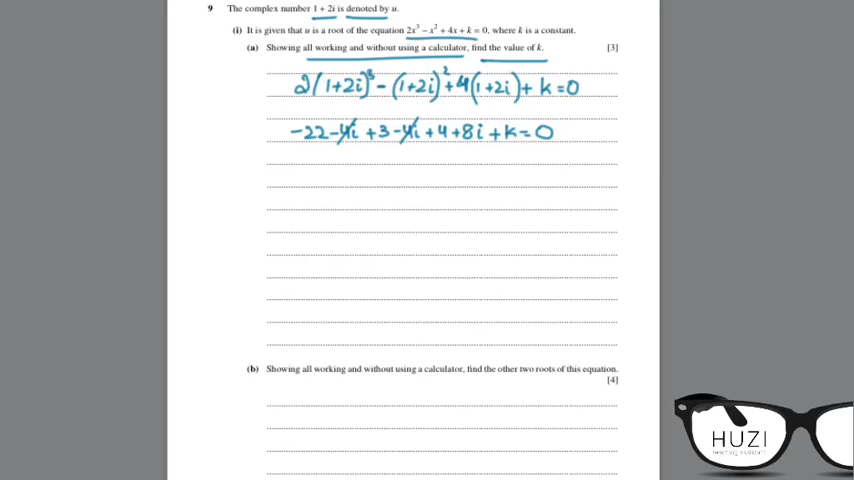 9 The complex number 1 + 2i is denoted by u.
(i) It is given that u is a root of the equation 2x³ − x² + 4x + k = 0, where k is a constant.
(a) Showing all working and without using a calculator, find the value of k. [3]
2(1+2i)³ − (1+2i)² + 4(1+2i) + k = 0
−22 − 4i + 3 − 4i + 4 + 8i + k = 0
(b) Showing all working and without using a calculator, find the other two roots of this equation.
[4]
HUZI
teaching assistant